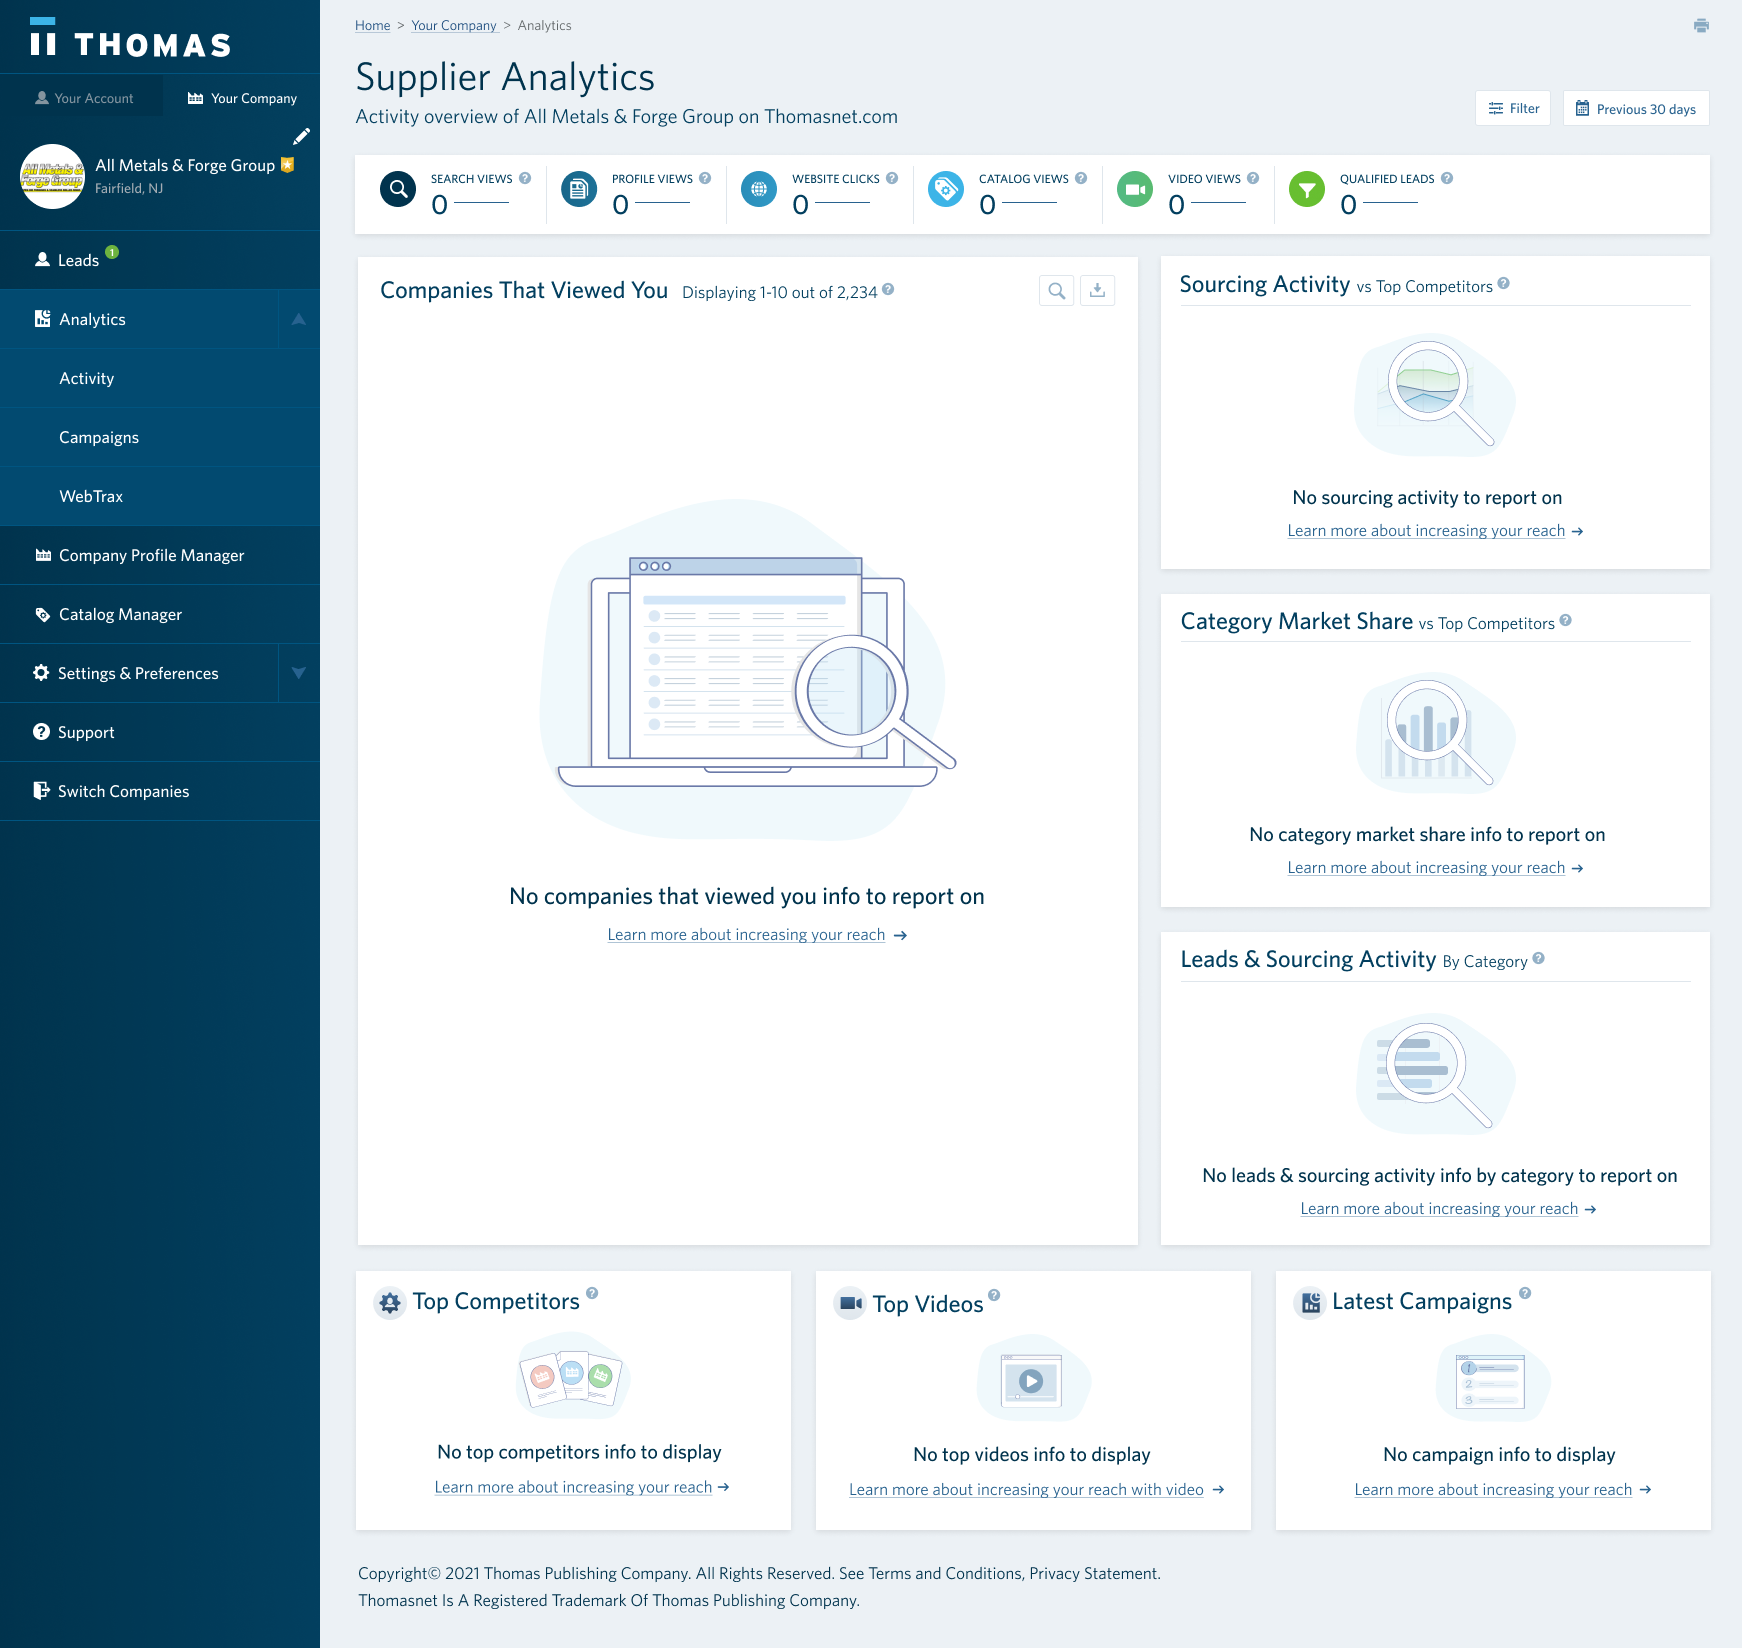 THOMAS
Your Account
Your Company
All Metals & Forge Group
All Metals & Forge Group
Fairfield, NJ
Leads 1
Analytics
Activity
Campaigns
WebTrax
Company Profile Manager
Catalog Manager
Settings & Preferences
Support
Switch Companies
Home > Your Company > Analytics
Supplier Analytics
Activity overview of All Metals & Forge Group on Thomasnet.com
Filter
Previous 30 days
SEARCH VIEWS ?
0
PROFILE VIEWS ?
0
WEBSITE CLICKS ?
0
CATALOG VIEWS ?
0
VIDEO VIEWS ?
0
QUALIFIED LEADS ?
0
Companies That Viewed You Displaying 1-10 out of 2,234 ?
No companies that viewed you info to report on
Learn more about increasing your reach →
Sourcing Activity vs Top Competitors ?
No sourcing activity to report on
Learn more about increasing your reach →
Category Market Share vs Top Competitors ?
No category market share info to report on
Learn more about increasing your reach →
Leads & Sourcing Activity By Category ?
No leads & sourcing activity info by category to report on
Learn more about increasing your reach →
Top Competitors ?
No top competitors info to display
Learn more about increasing your reach →
Top Videos ?
No top videos info to display
Learn more about increasing your reach with video →
Latest Campaigns ?
1
2
3
No campaign info to display
Learn more about increasing your reach →
Copyright© 2021 Thomas Publishing Company. All Rights Reserved. See Terms and Conditions, Privacy Statement.
Thomasnet Is A Registered Trademark Of Thomas Publishing Company.